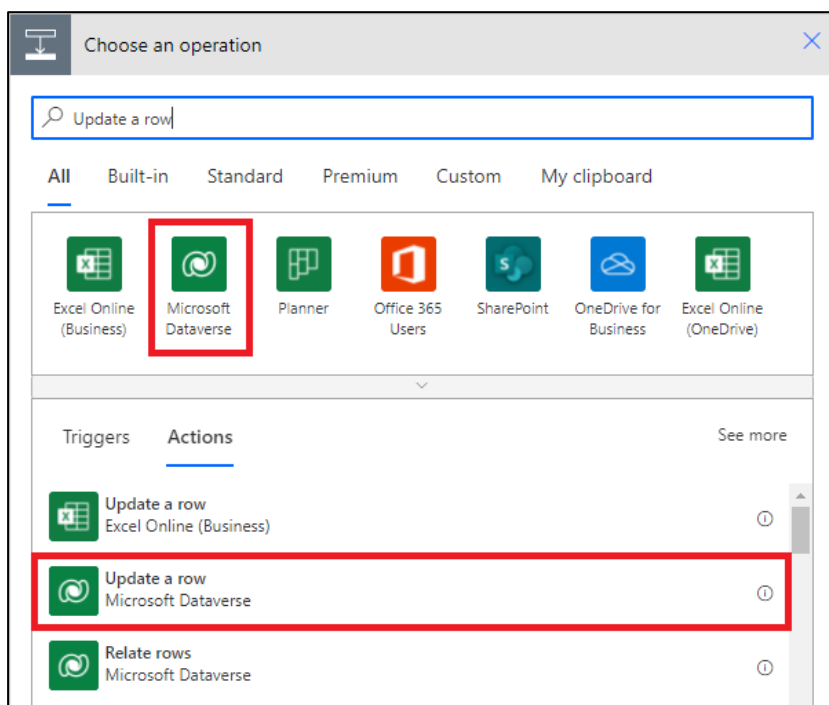 Choose an operation
Update a row
All Built-in Standard Premium Custom My clipboard
Excel Online (Business)
Microsoft Dataverse
Planner
Office 365 Users
SharePoint
OneDrive for Business
Excel Online (OneDrive)
Triggers Actions See more
Update a row
Excel Online (Business)
Update a row
Microsoft Dataverse
Relate rows
Microsoft Dataverse